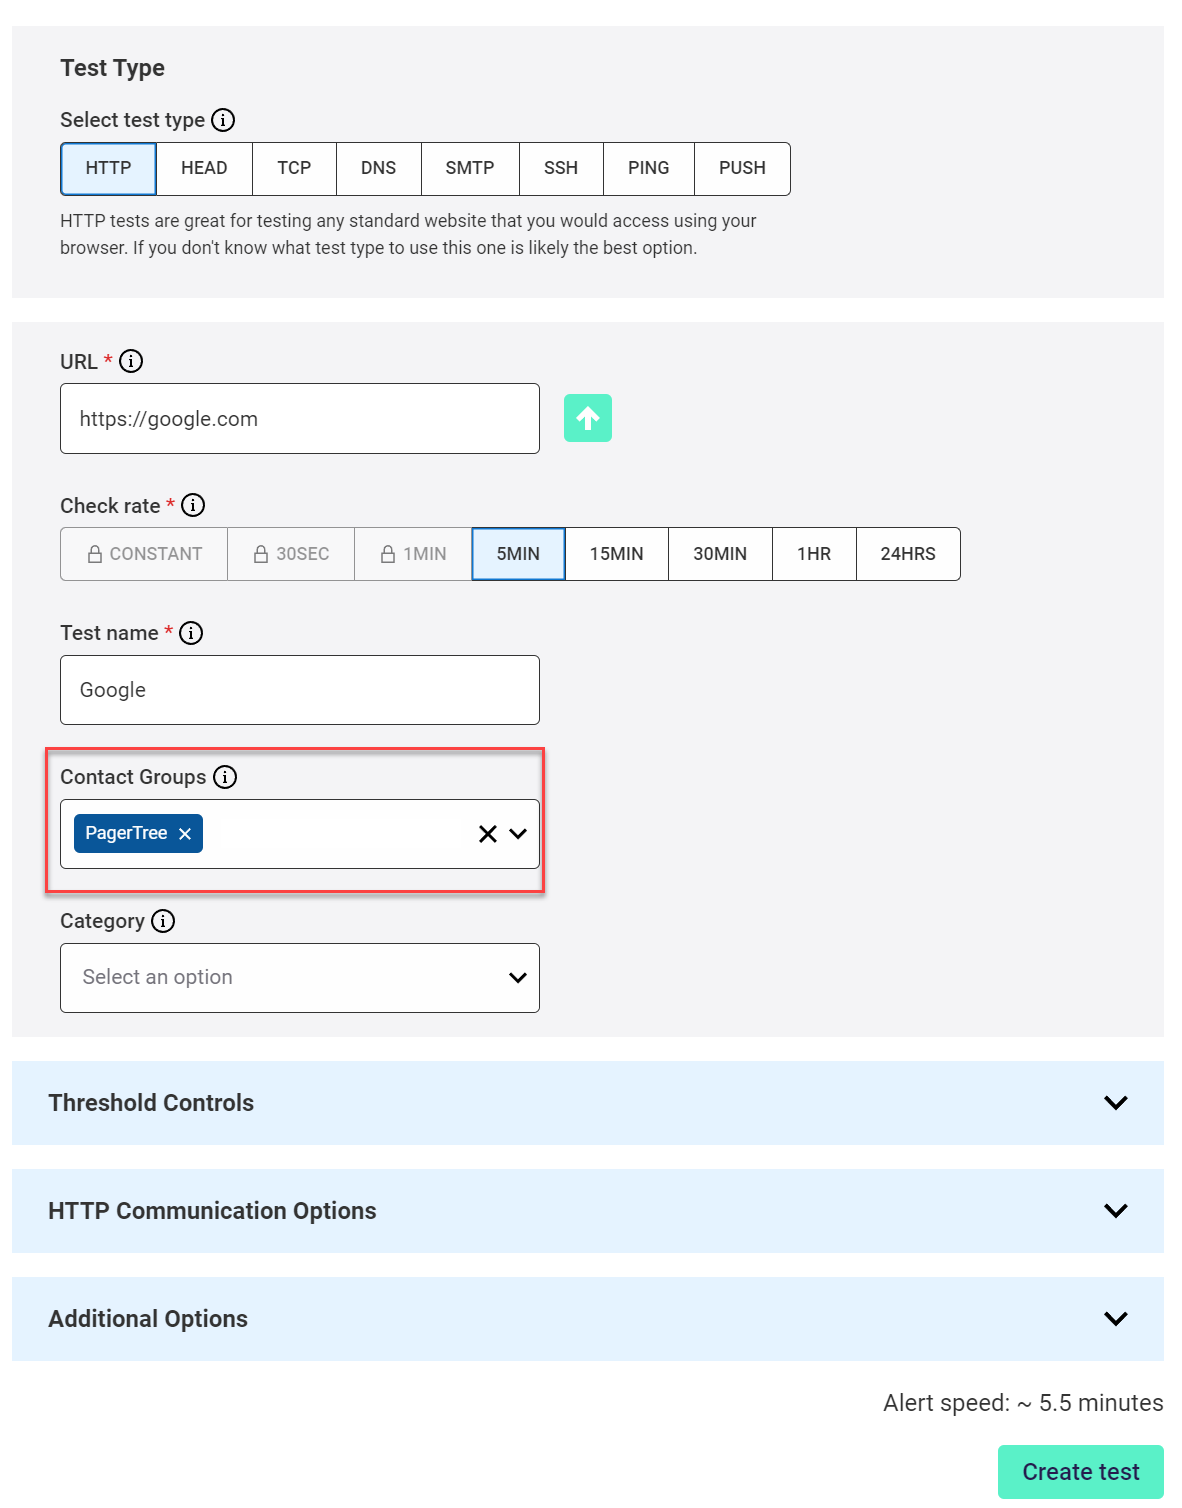 Test Type
Select test type
HTTP HEAD TCP DNS SMTP SSH PING PUSH
HTTP tests are great for testing any standard website that you would access using your
browser. If you don't know what test type to use this one is likely the best option.
URL *
https://google.com
Check rate *
CONSTANT 30SEC 1MIN 5MIN 15MIN 30MIN 1HR 24HRS
Test name *
Google
Contact Groups
PagerTree
Category
Select an option
Threshold Controls
HTTP Communication Options
Additional Options
Alert speed: ~ 5.5 minutes
Create test